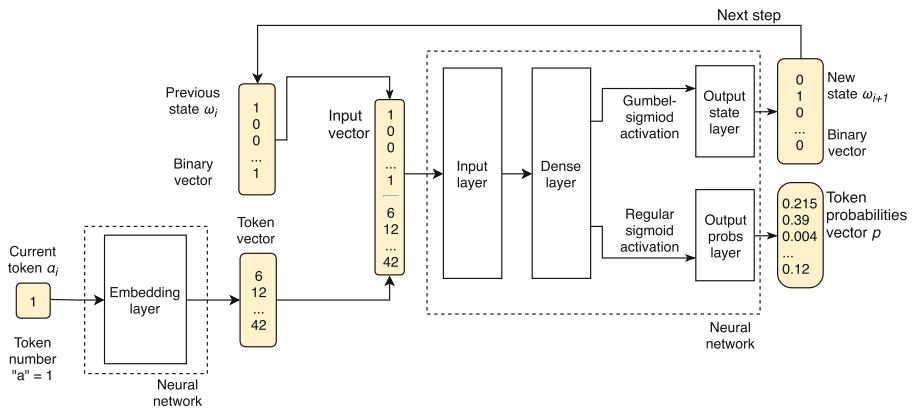 Next step
Previous
state ωi
1
0
0
...
1
Binary
vector
Input
vector
1
0
0
...
1
6
12
...
42
Input
layer
Dense
layer
Gumbel-
sigmiod
activation
Output
state
layer
0
1
0
...
0
New
state ωi+1
Binary
vector
Regular
sigmoid
activation
Output
probs
layer
0.215
0.39
0.004
...
0.12
Token
probabilities
vector p
Neural
network
Token
vector
6
12
...
42
Current
token αi
1
Token
number
"a" = 1
Embedding
layer
Neural
network